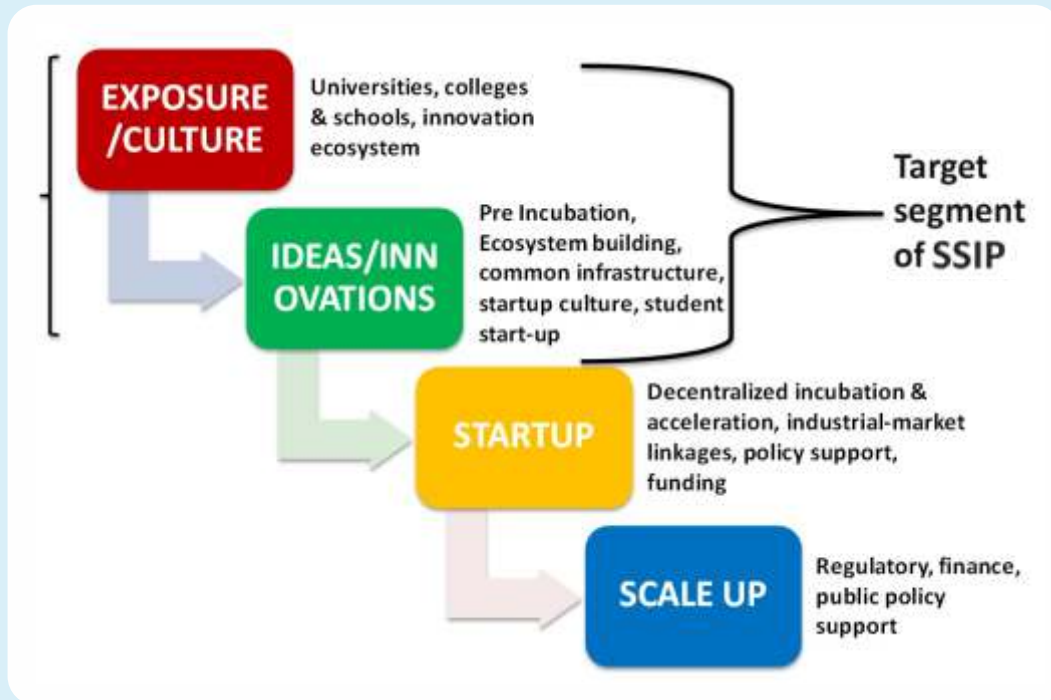 EXPOSURE
/CULTURE
Universities, colleges
& schools, innovation
ecosystem
Target
segment
of SSIP
IDEAS/INN
OVATIONS
Pre Incubation,
Ecosystem building,
common infrastructure,
startup culture, student
start-up
STARTUP
Decentralized incubation &
acceleration, industrial-market
linkages, policy support,
funding
SCALE UP
Regulatory, finance,
public policy
support